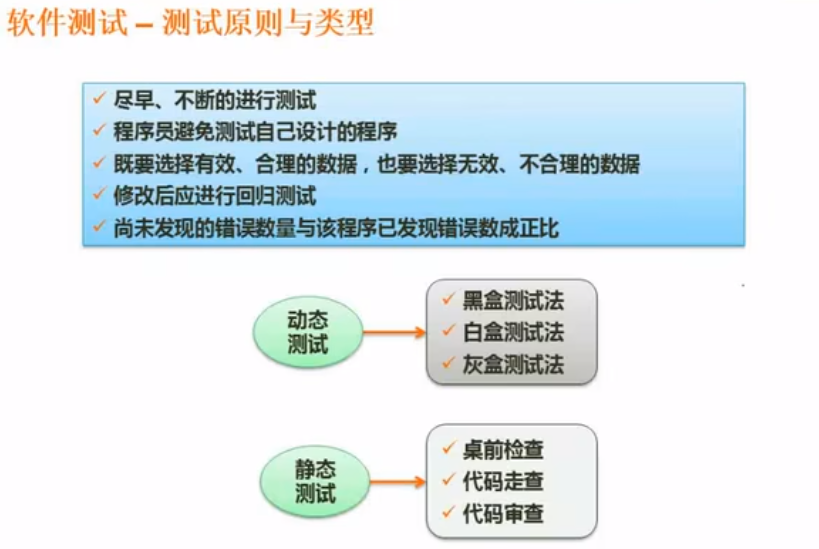 软件测试 – 测试原则与类型
✓ 尽早、不断的进行测试
✓ 程序员避免测试自己设计的程序
✓ 既要选择有效、合理的数据，也要选择无效、不合理的数据
✓ 修改后应进行回归测试
✓ 尚未发现的错误数量与该程序已发现错误数成正比
动态
测试
✓ 黑盒测试法
✓ 白盒测试法
✓ 灰盒测试法
静态
测试
✓ 桌前检查
✓ 代码走查
✓ 代码审查